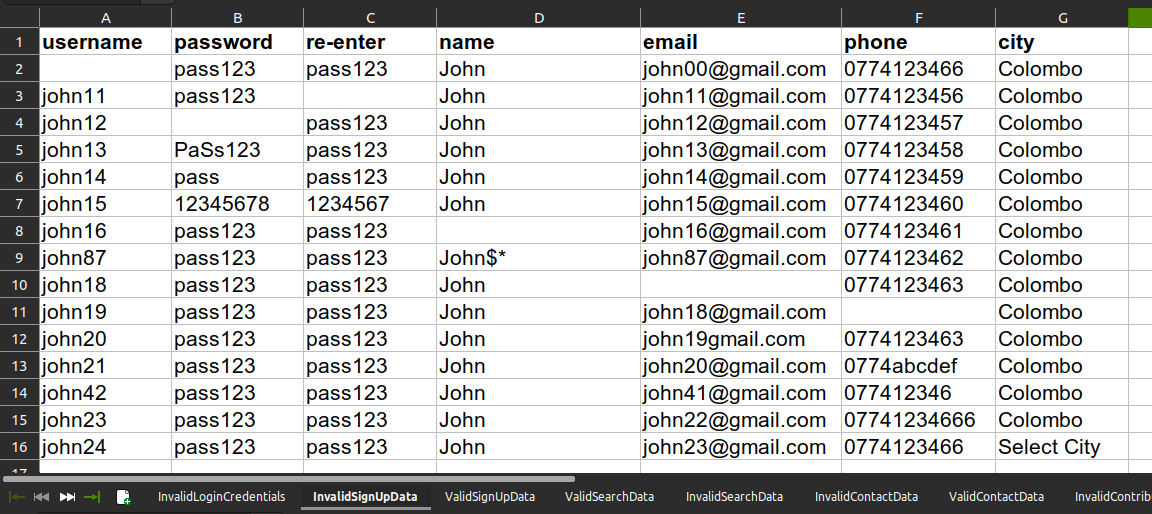 A B C D E F G
1 username password re-enter name email phone city
2 pass123 pass123 John john00@gmail.com 0774123466 Colombo
3 john11 pass123 John john11@gmail.com 0774123456 Colombo
4 john12 pass123 John john12@gmail.com 0774123457 Colombo
5 john13 PaSs123 pass123 John john13@gmail.com 0774123458 Colombo
6 john14 pass pass123 John john14@gmail.com 0774123459 Colombo
7 john15 12345678 1234567 John john15@gmail.com 0774123460 Colombo
8 john16 pass123 pass123 john16@gmail.com 0774123461 Colombo
9 john87 pass123 pass123 John$* john87@gmail.com 0774123462 Colombo
10 john18 pass123 pass123 John 0774123463 Colombo
11 john19 pass123 pass123 John john18@gmail.com Colombo
12 john20 pass123 pass123 John john19gmail.com 0774123463 Colombo
13 john21 pass123 pass123 John john20@gmail.com 0774abcdef Colombo
14 john42 pass123 pass123 John john41@gmail.com 077412346 Colombo
15 john23 pass123 pass123 John john22@gmail.com 07741234666 Colombo
16 john24 pass123 pass123 John john23@gmail.com 0774123466 Select City
17
InvalidLoginCredentials InvalidSignUpData ValidSignUpData ValidSearchData InvalidSearchData InvalidContactData ValidContactData InvalidContrib